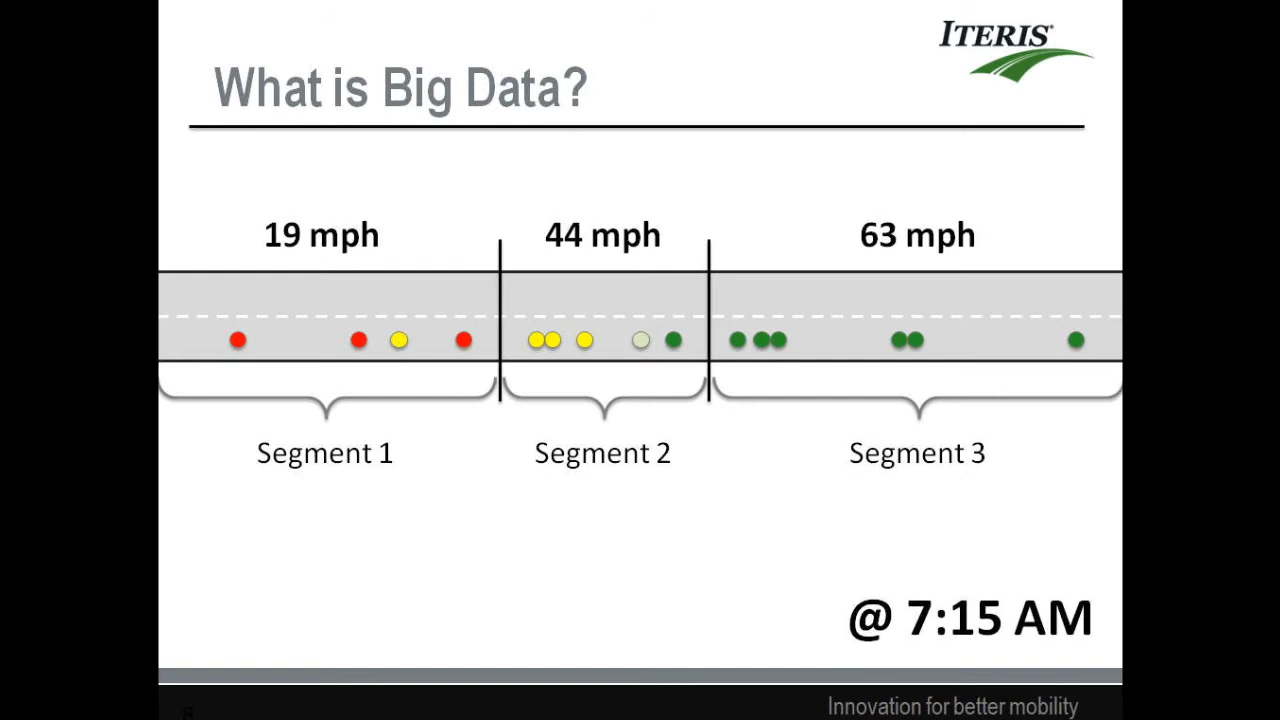 ITERIS®
What is Big Data?
19 mph 44 mph 63 mph
Segment 1 Segment 2 Segment 3
@ 7:15 AM
Innovation for better mobility
8